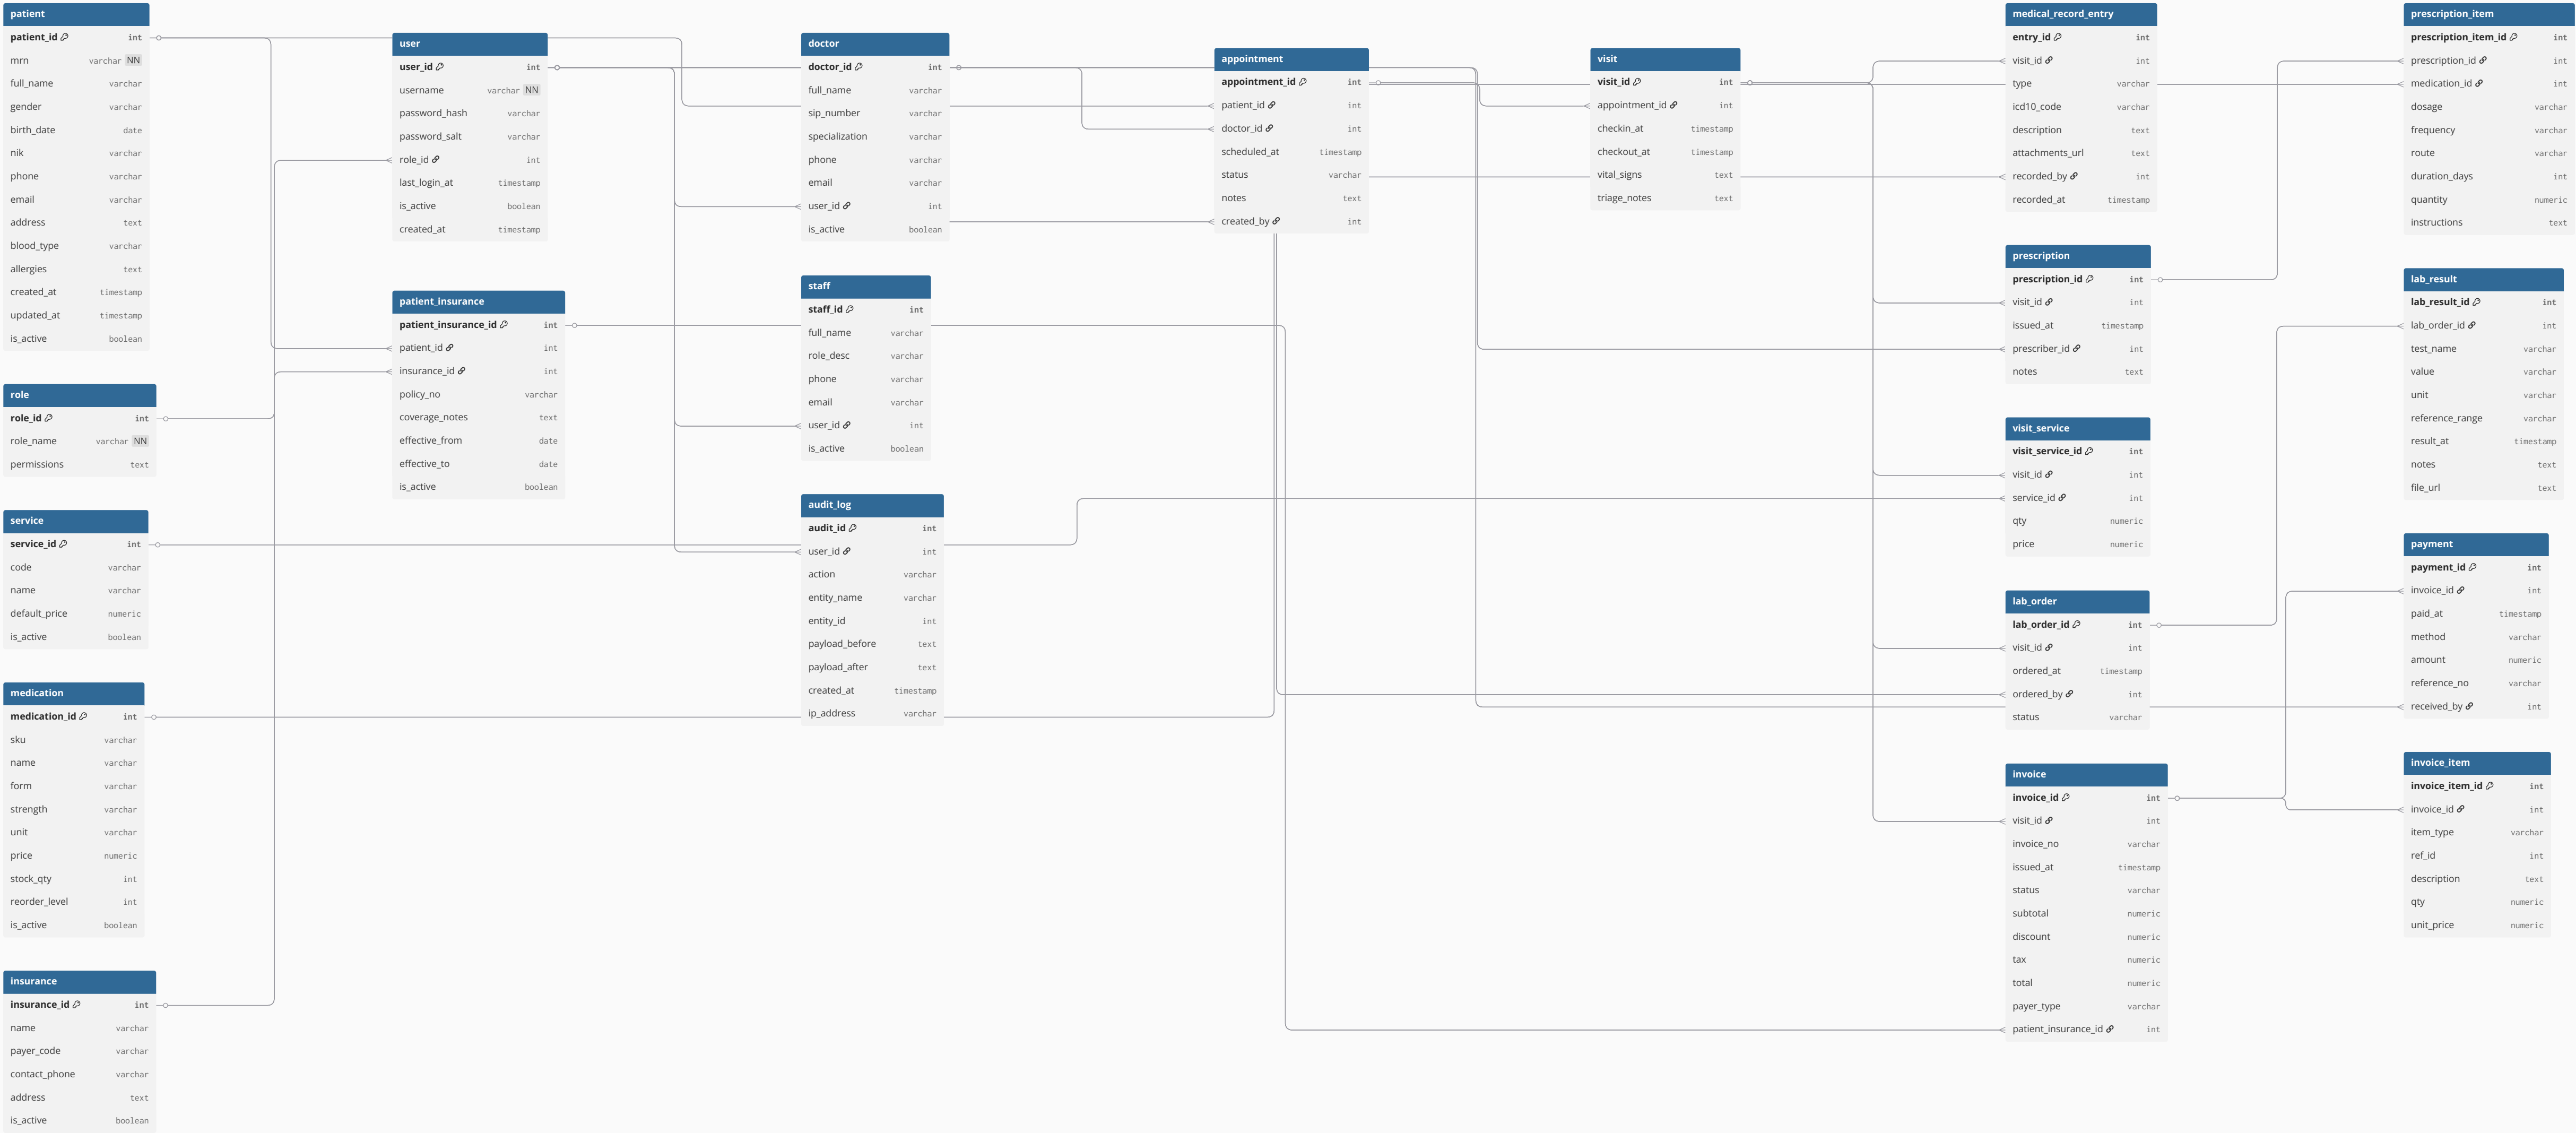 patient
patient_id int
mrn varchar NN
full_name varchar
gender varchar
birth_date date
nik varchar
phone varchar
email varchar
address text
blood_type varchar
allergies text
created_at timestamp
updated_at timestamp
is_active boolean
role
role_id int
role_name varchar NN
permissions text
service
service_id int
code varchar
name varchar
default_price numeric
is_active boolean
medication
medication_id int
sku varchar
name varchar
form varchar
strength varchar
unit varchar
price numeric
stock_qty int
reorder_level int
is_active boolean
insurance
insurance_id int
name varchar
payer_code varchar
contact_phone varchar
address text
is_active boolean
user
user_id int
username varchar NN
password_hash varchar
password_salt varchar
role_id int
last_login_at timestamp
is_active boolean
created_at timestamp
patient_insurance
patient_insurance_id int
patient_id int
insurance_id int
policy_no varchar
coverage_notes text
effective_from date
effective_to date
is_active boolean
doctor
doctor_id int
full_name varchar
sip_number varchar
specialization varchar
phone varchar
email varchar
user_id int
is_active boolean
staff
staff_id int
full_name varchar
role_desc varchar
phone varchar
email varchar
user_id int
is_active boolean
audit_log
audit_id int
user_id int
action varchar
entity_name varchar
entity_id int
payload_before text
payload_after text
created_at timestamp
ip_address varchar
appointment
appointment_id int
patient_id int
doctor_id int
scheduled_at timestamp
status varchar
notes text
created_by int
visit
visit_id int
appointment_id int
checkin_at timestamp
checkout_at timestamp
vital_signs text
triage_notes text
medical_record_entry
entry_id int
visit_id int
type varchar
icd10_code varchar
description text
attachments_url text
recorded_by int
recorded_at timestamp
prescription
prescription_id int
visit_id int
issued_at timestamp
prescriber_id int
notes text
visit_service
visit_service_id int
visit_id int
service_id int
qty numeric
price numeric
lab_order
lab_order_id int
visit_id int
ordered_at timestamp
ordered_by int
status varchar
invoice
invoice_id int
visit_id int
invoice_no varchar
issued_at timestamp
status varchar
subtotal numeric
discount numeric
tax numeric
total numeric
payer_type varchar
patient_insurance_id int
prescription_item
prescription_item_id int
prescription_id int
medication_id int
dosage varchar
frequency varchar
route varchar
duration_days int
quantity numeric
instructions text
lab_result
lab_result_id int
lab_order_id int
test_name varchar
value varchar
unit varchar
reference_range varchar
result_at timestamp
notes text
file_url text
payment
payment_id int
invoice_id int
paid_at timestamp
method varchar
amount numeric
reference_no varchar
received_by int
invoice_item
invoice_item_id int
invoice_id int
item_type varchar
ref_id int
description text
qty numeric
unit_price numeric